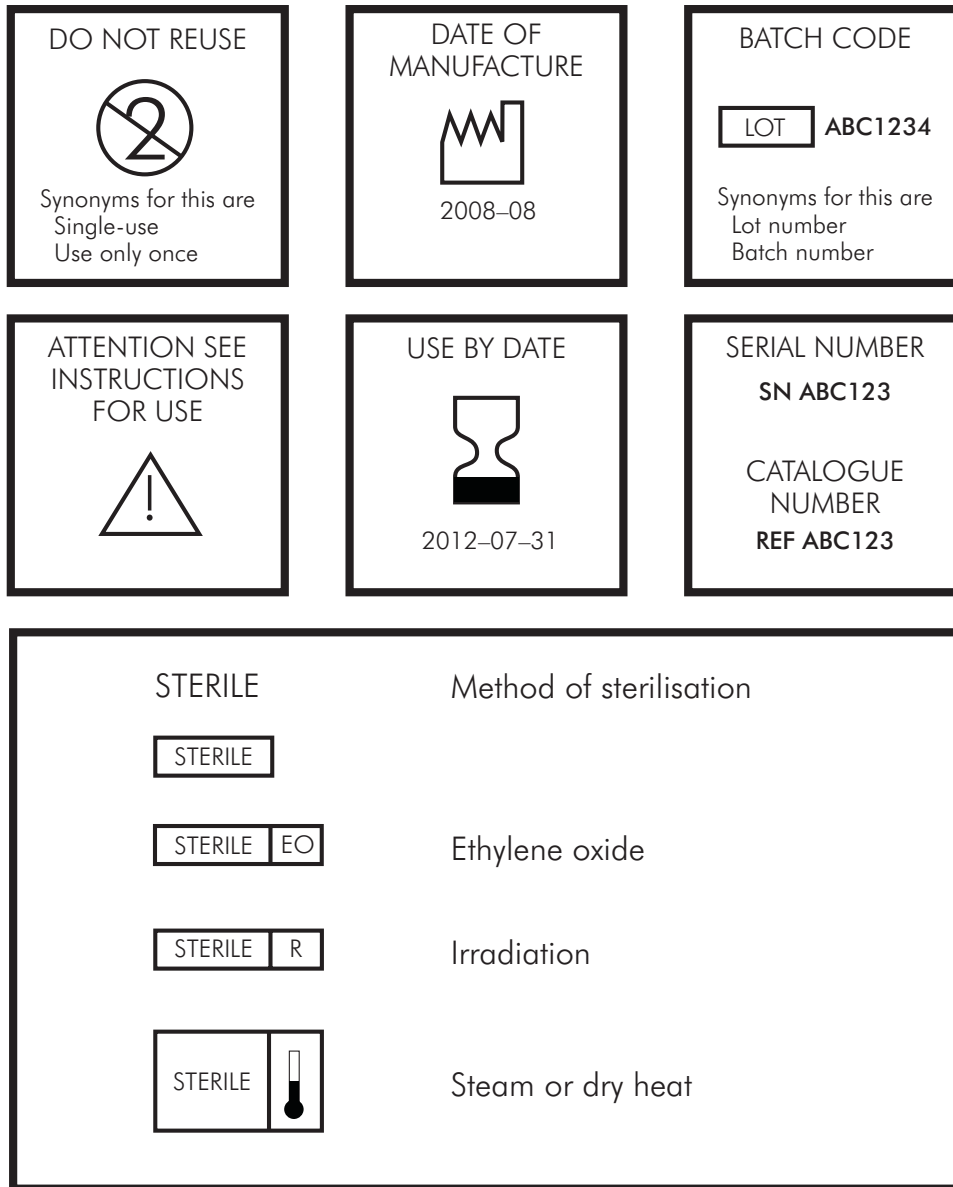 DO NOT REUSE
2
Synonyms for this are
Single-use
Use only once
DATE OF
MANUFACTURE
2008–08
BATCH CODE
LOT ABC1234
Synonyms for this are
Lot number
Batch number
ATTENTION SEE
INSTRUCTIONS
FOR USE
!
USE BY DATE
2012–07–31
SERIAL NUMBER
SN ABC123
CATALOGUE
NUMBER
REF ABC123
STERILE Method of sterilisation
STERILE
STERILE EO Ethylene oxide
STERILE R Irradiation
STERILE Steam or dry heat